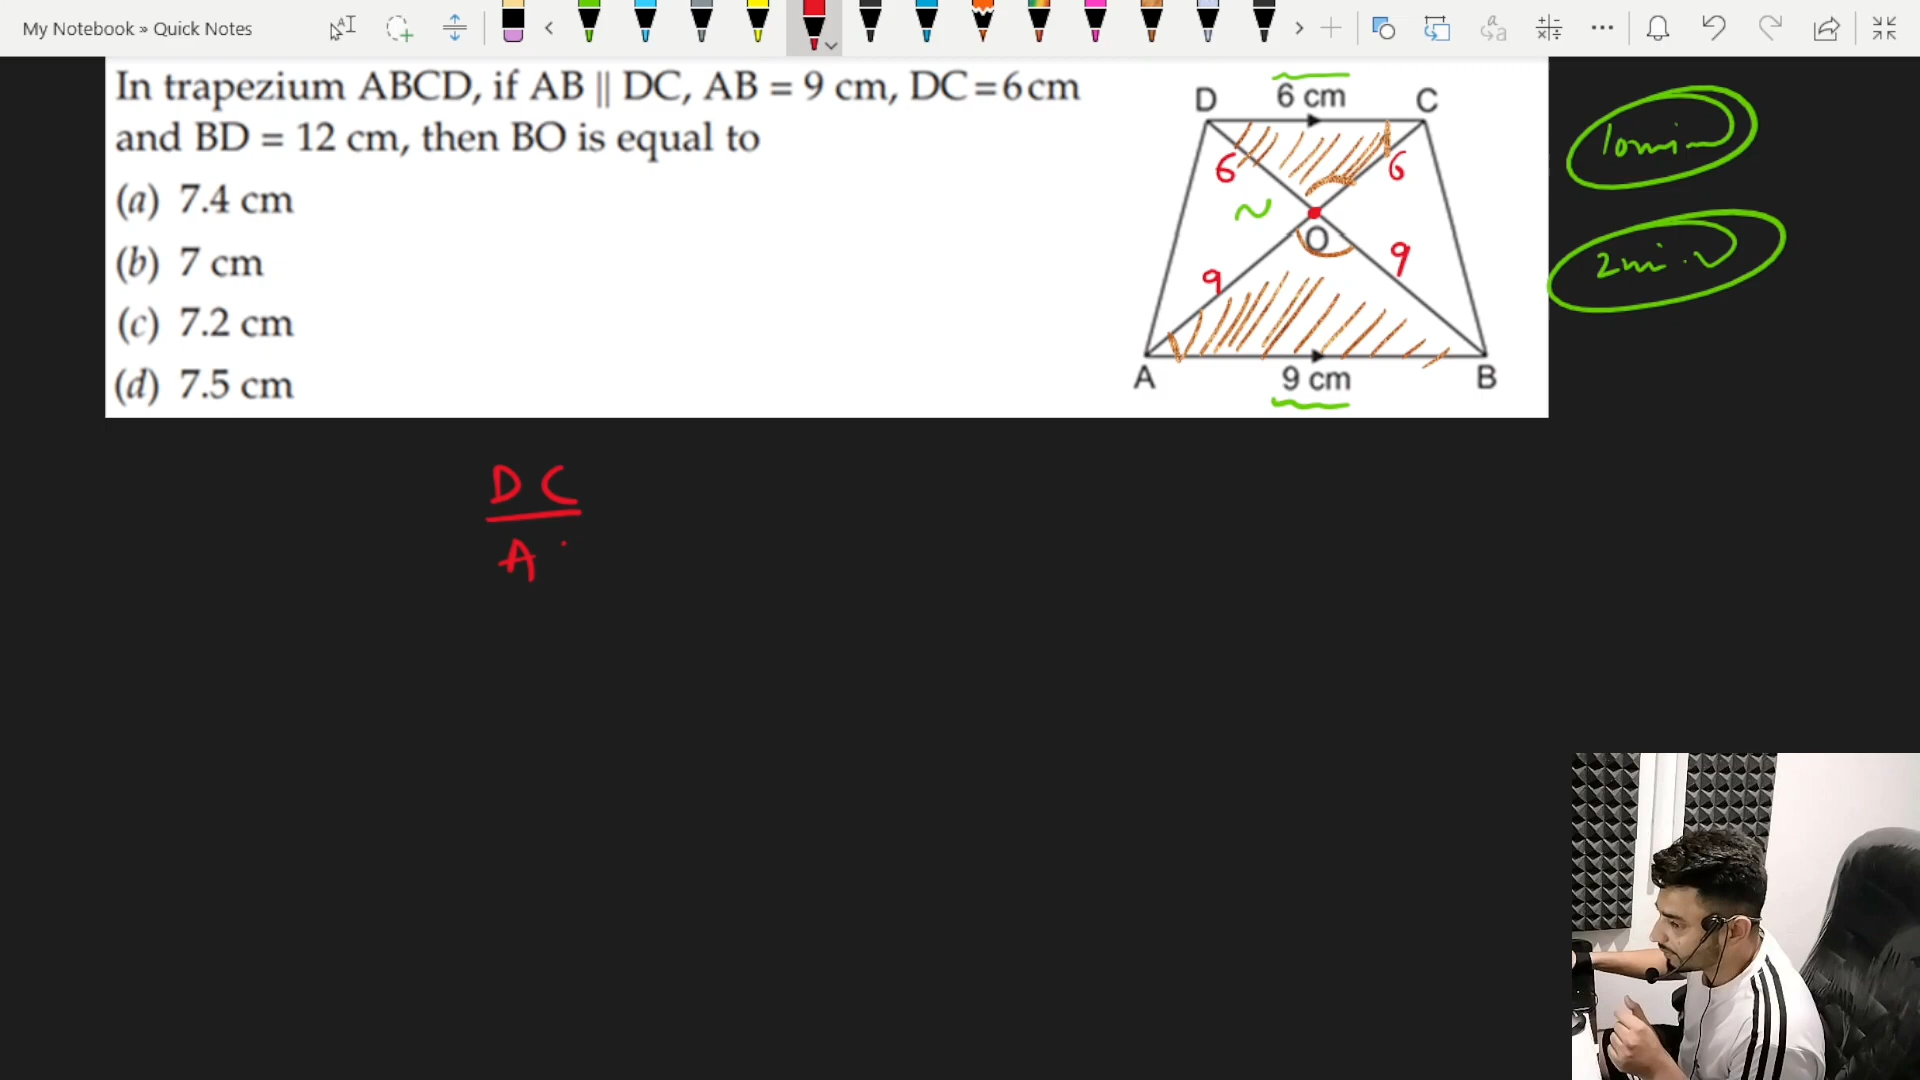 My Notebook » Quick Notes
In trapezium ABCD, if AB || DC, AB = 9 cm, DC=6cm
and BD = 12 cm, then BO is equal to
(a) 7.4 cm
(b) 7 cm
(c) 7.2 cm
(d) 7.5 cm
D 6 cm C
6 6
~
O
9 9
A 9 cm B
10min
2min
DC
A